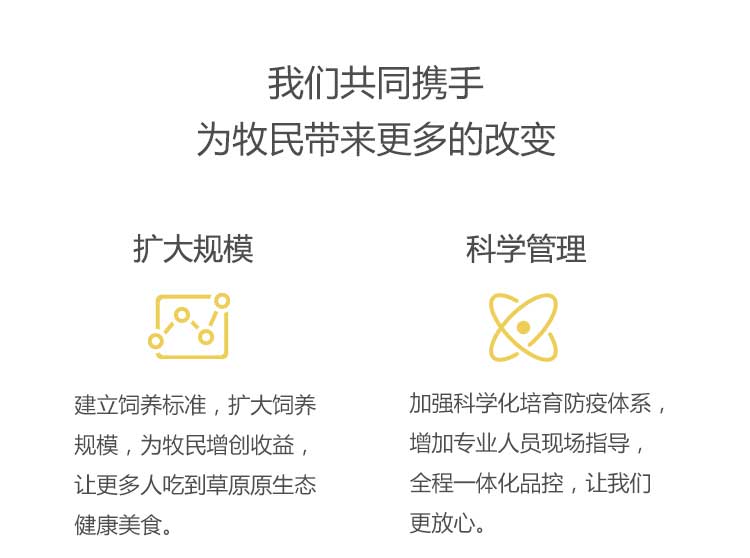 我们共同携手
为牧民带来更多的改变
扩大规模
科学管理
建立饲养标准，扩大饲养
规模，为牧民增创收益，
让更多人吃到草原原生态
健康美食。
加强科学化培育防疫体系，
增加专业人员现场指导，
全程一体化品控，让我们
更放心。